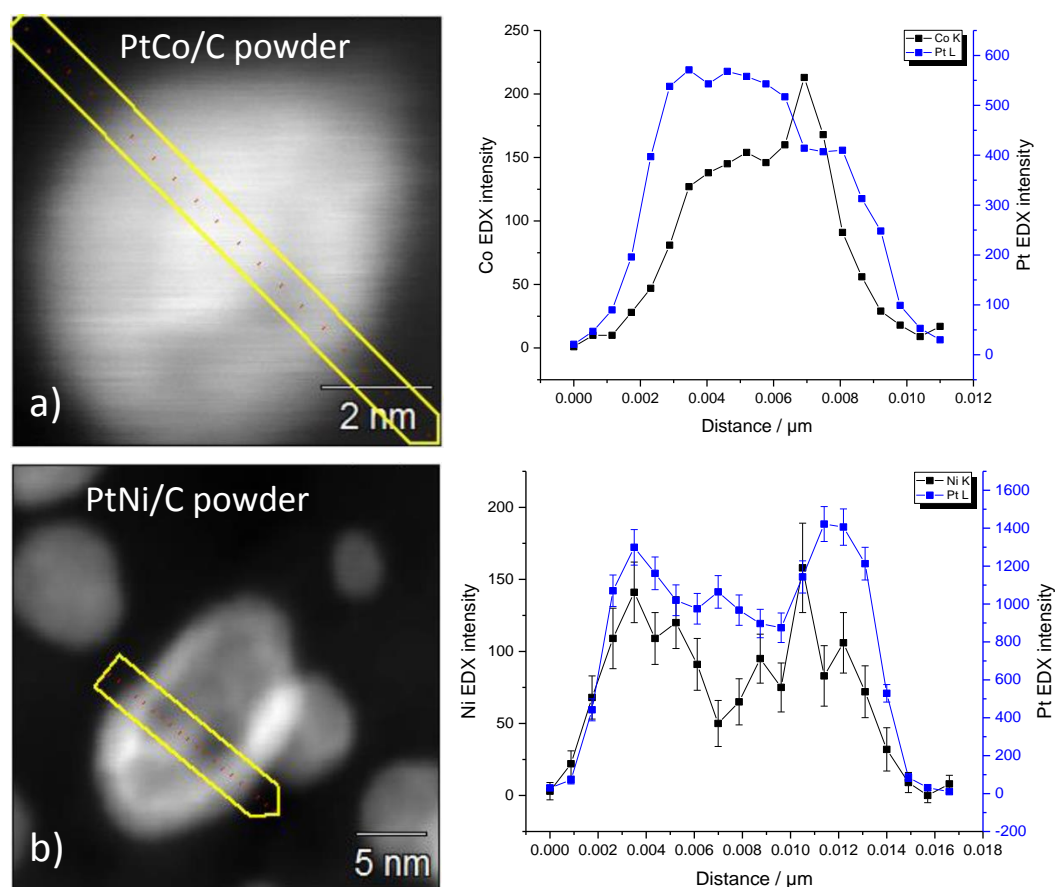 PtCo/C powder
2 nm
a)
250
200
150
100
50
0
Co EDX intensity
Co K
Pt L
600
500
400
300
200
100
0
Pt EDX intensity
0.000 0.002 0.004 0.006 0.008 0.010 0.012
Distance / µm
PtNi/C powder
5 nm
b)
200
150
100
50
0
Ni EDX intensity
Ni K
Pt L
1600
1400
1200
1000
800
600
400
200
0
-200
Pt EDX intensity
0.000 0.002 0.004 0.006 0.008 0.010 0.012 0.014 0.016 0.018
Distance / µm